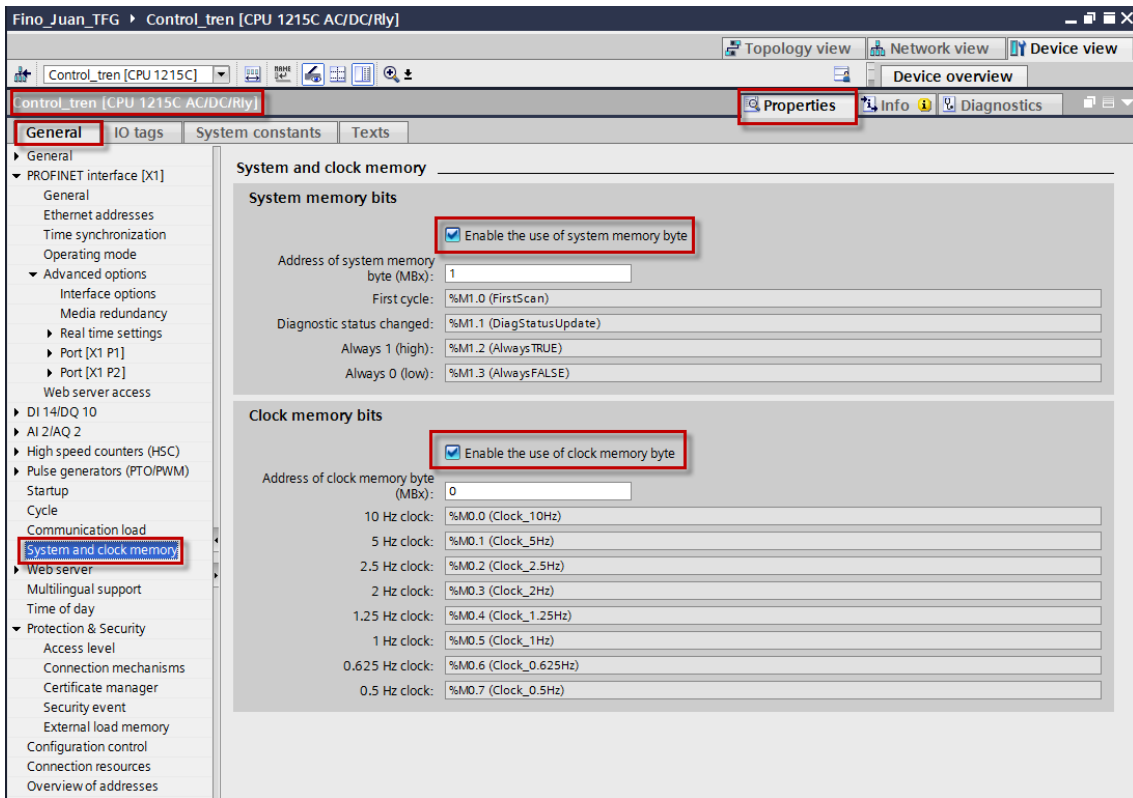 Fino_Juan_TFG ▸ Control_tren [CPU 1215C AC/DC/Rly]
Topology view Network view Device view
Control_tren [CPU 1215C] Device overview
Control_tren [CPU 1215C AC/DC/Rly] Properties Info Diagnostics
General IO tags System constants Texts
General
PROFINET interface [X1]
General
Ethernet addresses
Time synchronization
Operating mode
Advanced options
Interface options
Media redundancy
Real time settings
Port [X1 P1]
Port [X1 P2]
Web server access
DI 14/DQ 10
AI 2/AQ 2
High speed counters (HSC)
Pulse generators (PTO/PWM)
Startup
Cycle
Communication load
System and clock memory
Web server
Multilingual support
Time of day
Protection & Security
Access level
Connection mechanisms
Certificate manager
Security event
External load memory
Configuration control
Connection resources
Overview of addresses
System and clock memory
System memory bits
Enable the use of system memory byte
Address of system memory
byte (MBx): 1
First cycle: %M1.0 (FirstScan)
Diagnostic status changed: %M1.1 (DiagStatusUpdate)
Always 1 (high): %M1.2 (AlwaysTRUE)
Always 0 (low): %M1.3 (AlwaysFALSE)
Clock memory bits
Enable the use of clock memory byte
Address of clock memory byte
(MBx): 0
10 Hz clock: %M0.0 (Clock_10Hz)
5 Hz clock: %M0.1 (Clock_5Hz)
2.5 Hz clock: %M0.2 (Clock_2.5Hz)
2 Hz clock: %M0.3 (Clock_2Hz)
1.25 Hz clock: %M0.4 (Clock_1.25Hz)
1 Hz clock: %M0.5 (Clock_1Hz)
0.625 Hz clock: %M0.6 (Clock_0.625Hz)
0.5 Hz clock: %M0.7 (Clock_0.5Hz)